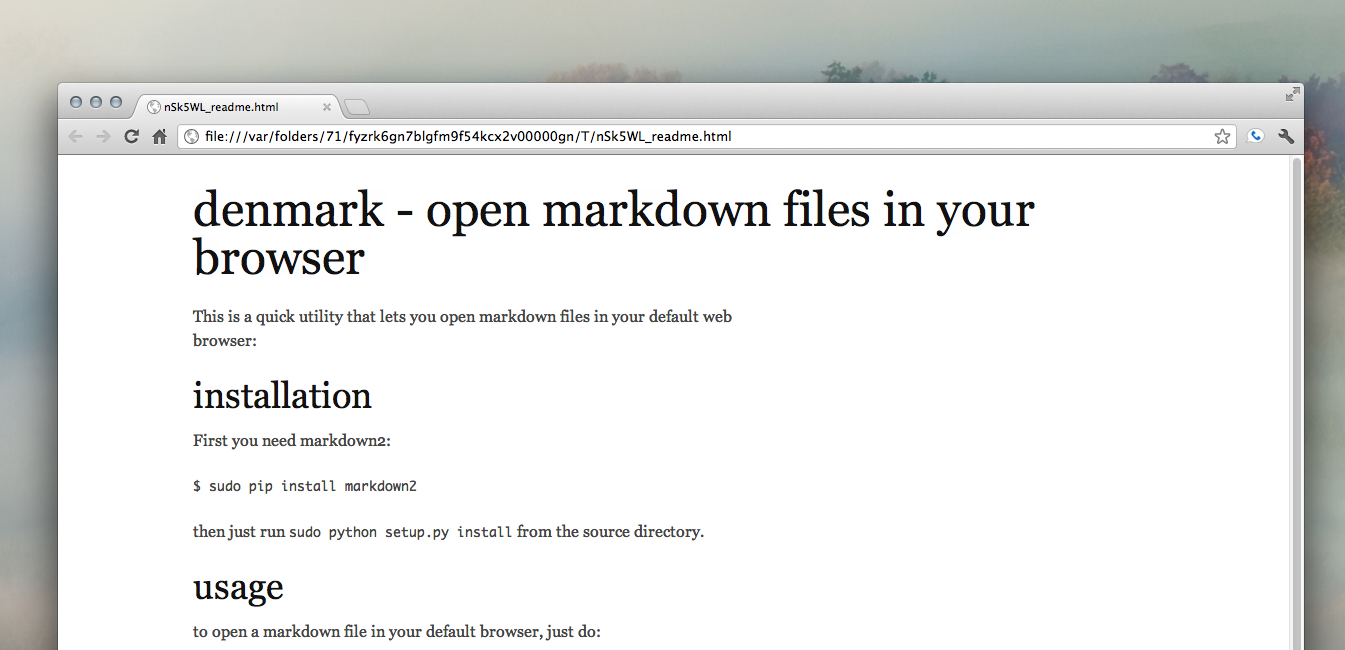 nSk5WL_readme.html
file:///var/folders/71/fyzrk6gn7blgfm9f54kcx2v00000gn/T/nSk5WL_readme.html
denmark - open markdown files in your
browser
This is a quick utility that lets you open markdown files in your default web
browser:
installation
First you need markdown2:
$ sudo pip install markdown2
then just run sudo python setup.py install from the source directory.
usage
to open a markdown file in your default browser, just do: